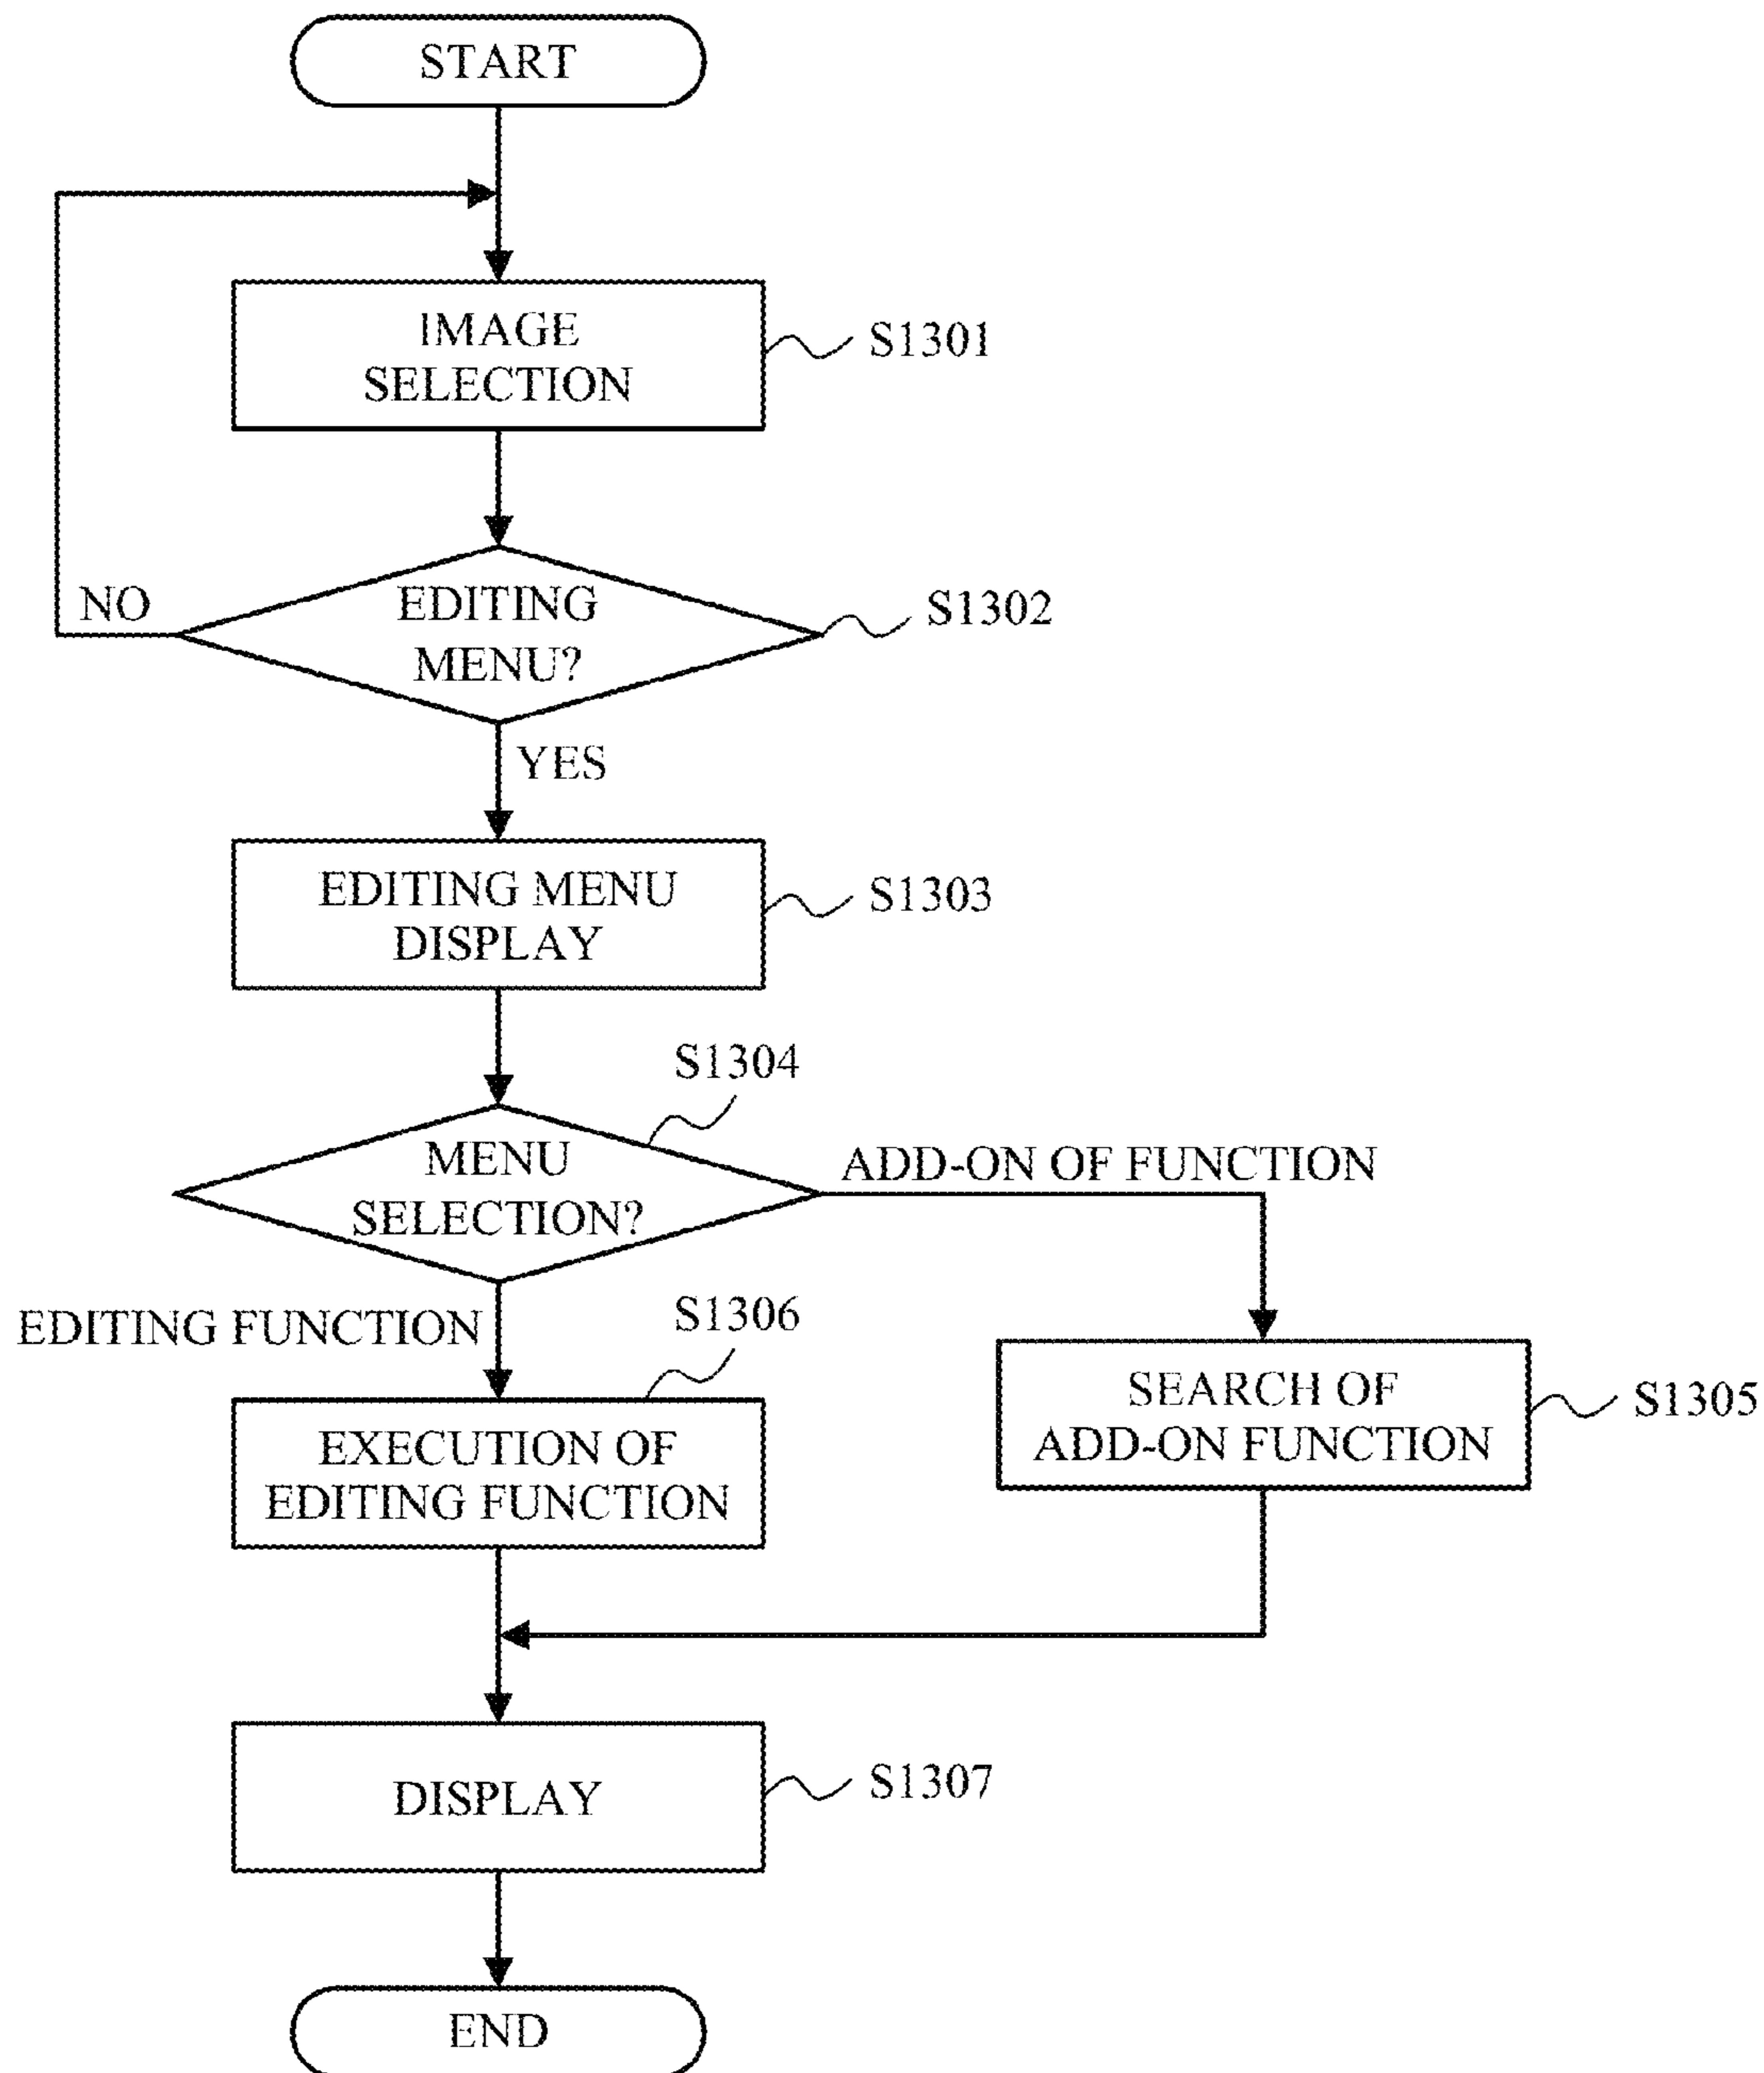 START
IMAGE
SELECTION
S1301
EDITING
MENU?
S1302
NO
YES
EDITING MENU
DISPLAY
S1303
S1304
MENU
SELECTION?
ADD-ON OF FUNCTION
EDITING FUNCTION
S1306
EXECUTION OF
EDITING FUNCTION
SEARCH OF
ADD-ON FUNCTION
S1305
DISPLAY
S1307
END